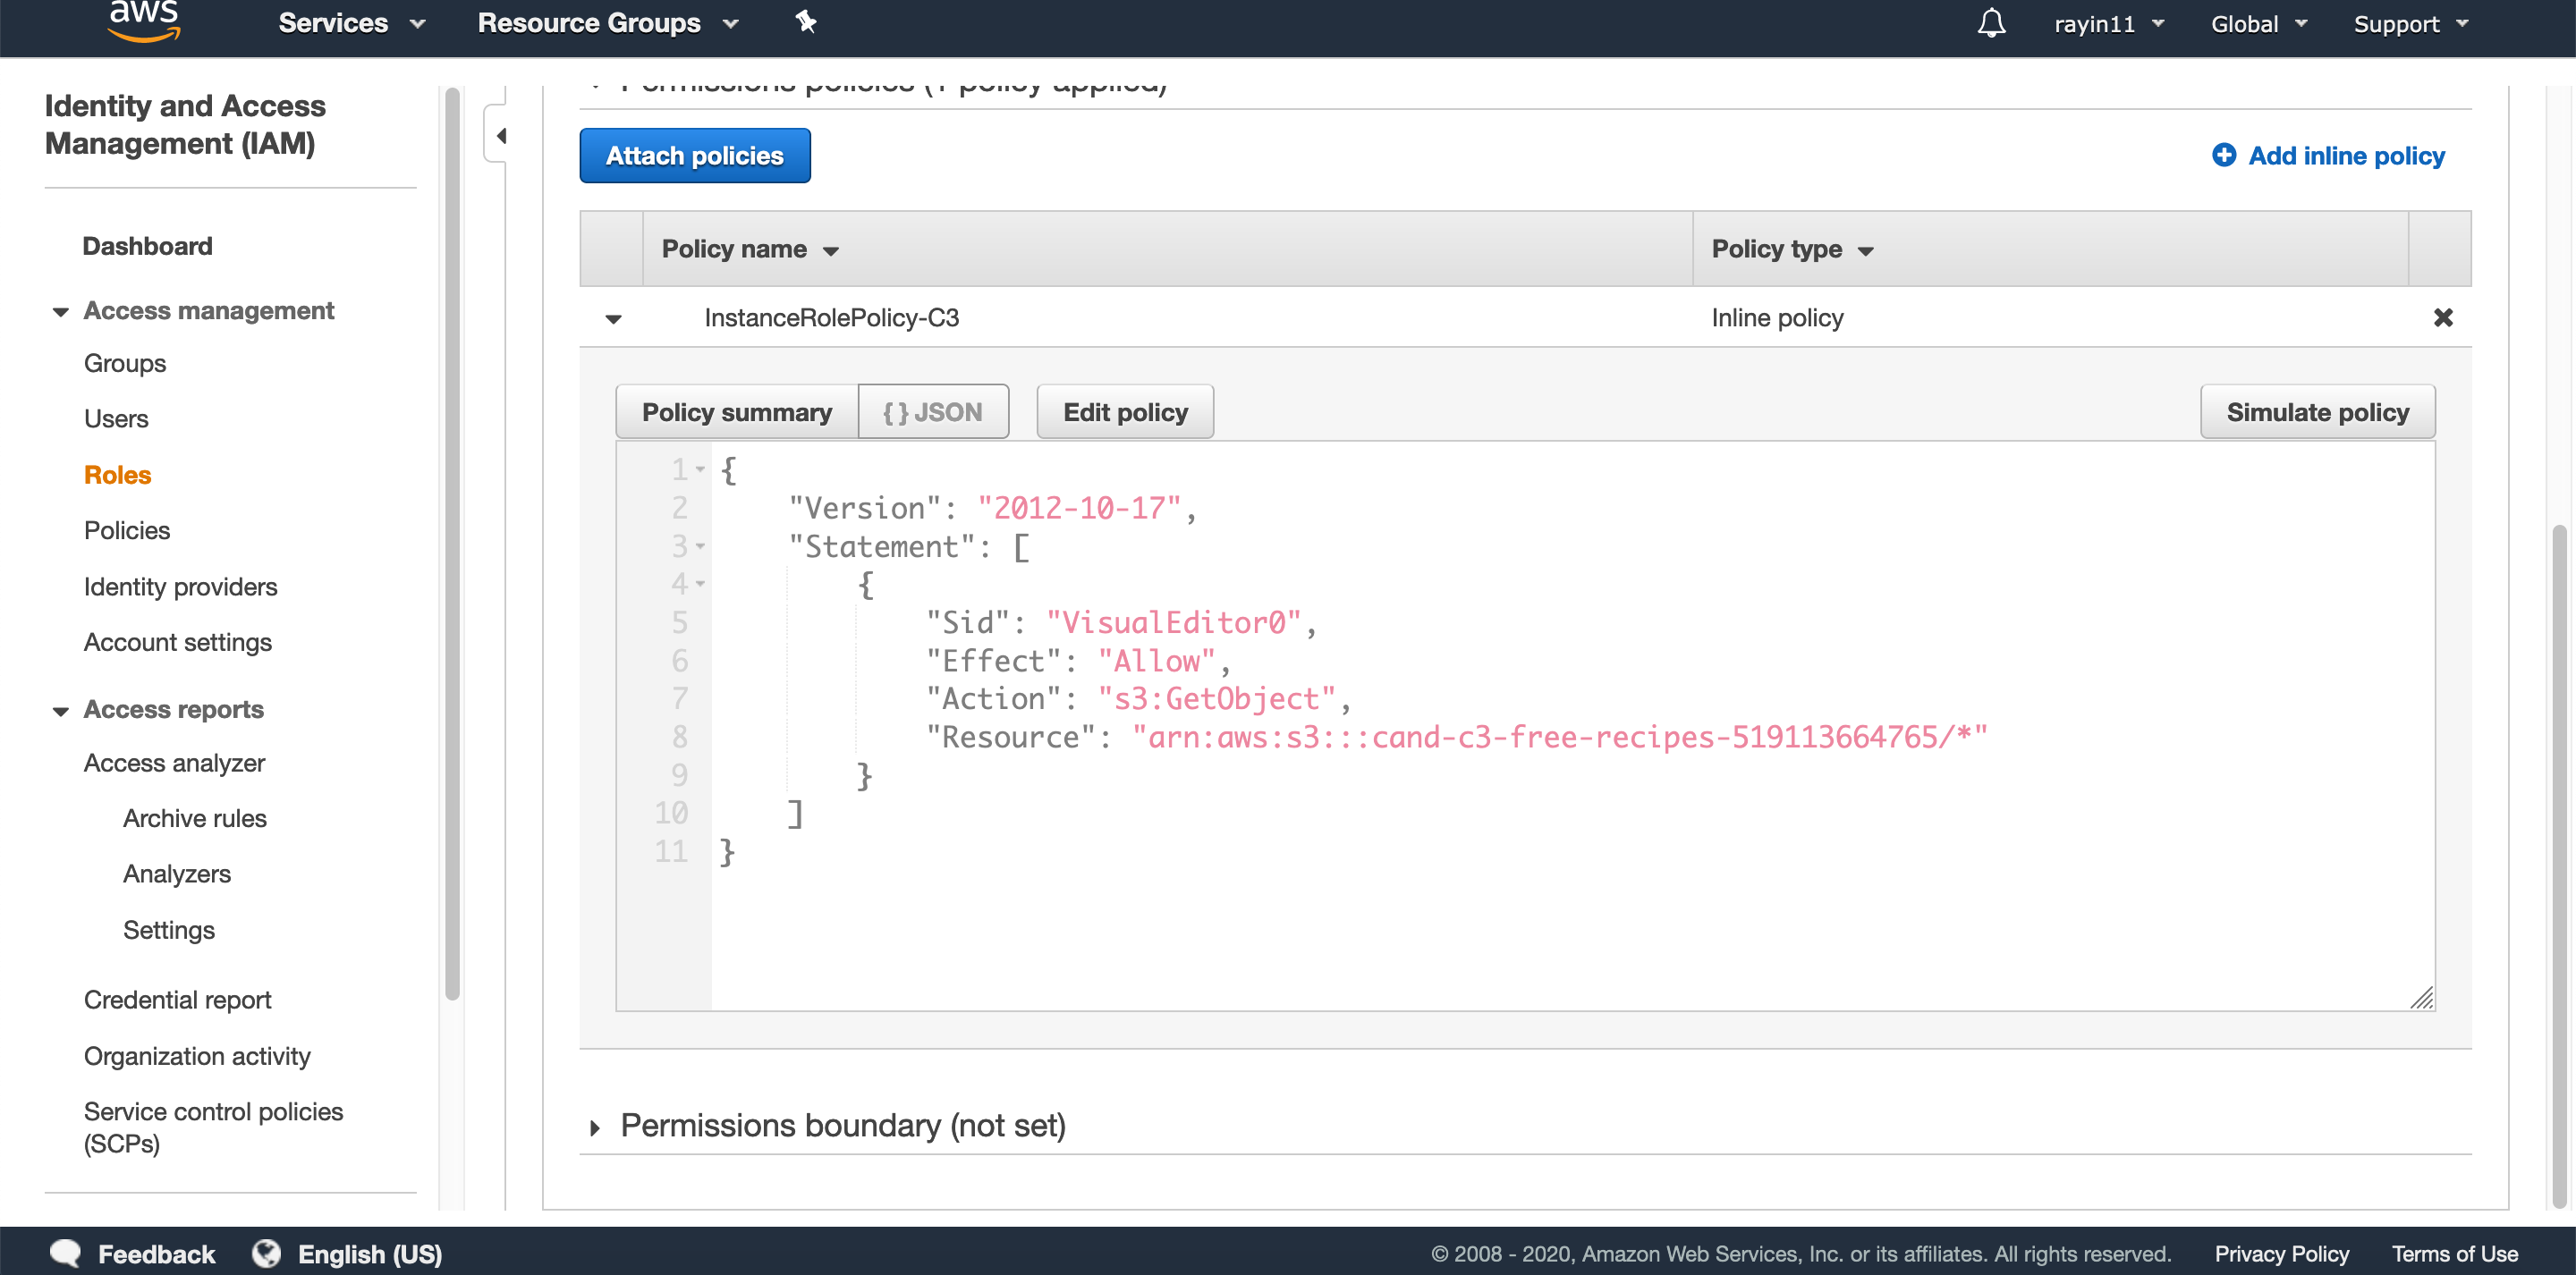 aws
Services
Resource Groups
rayin11
Global
Support
Identity and Access
Management (IAM)
Dashboard
Access management
Groups
Users
Roles
Policies
Identity providers
Account settings
Access reports
Access analyzer
Archive rules
Analyzers
Settings
Credential report
Organization activity
Service control policies
(SCPs)
Permissions policies (1 policy applied)
Attach policies
Add inline policy
Policy name
Policy type
InstanceRolePolicy-C3
Inline policy
Policy summary
{ } JSON
Edit policy
Simulate policy
1 {
2 "Version": "2012-10-17",
3 "Statement": [
4 {
5 "Sid": "VisualEditor0",
6 "Effect": "Allow",
7 "Action": "s3:GetObject",
8 "Resource": "arn:aws:s3:::cand-c3-free-recipes-519113664765/*"
9 }
10 ]
11 }
Permissions boundary (not set)
Feedback
English (US)
© 2008 - 2020, Amazon Web Services, Inc. or its affiliates. All rights reserved.
Privacy Policy
Terms of Use